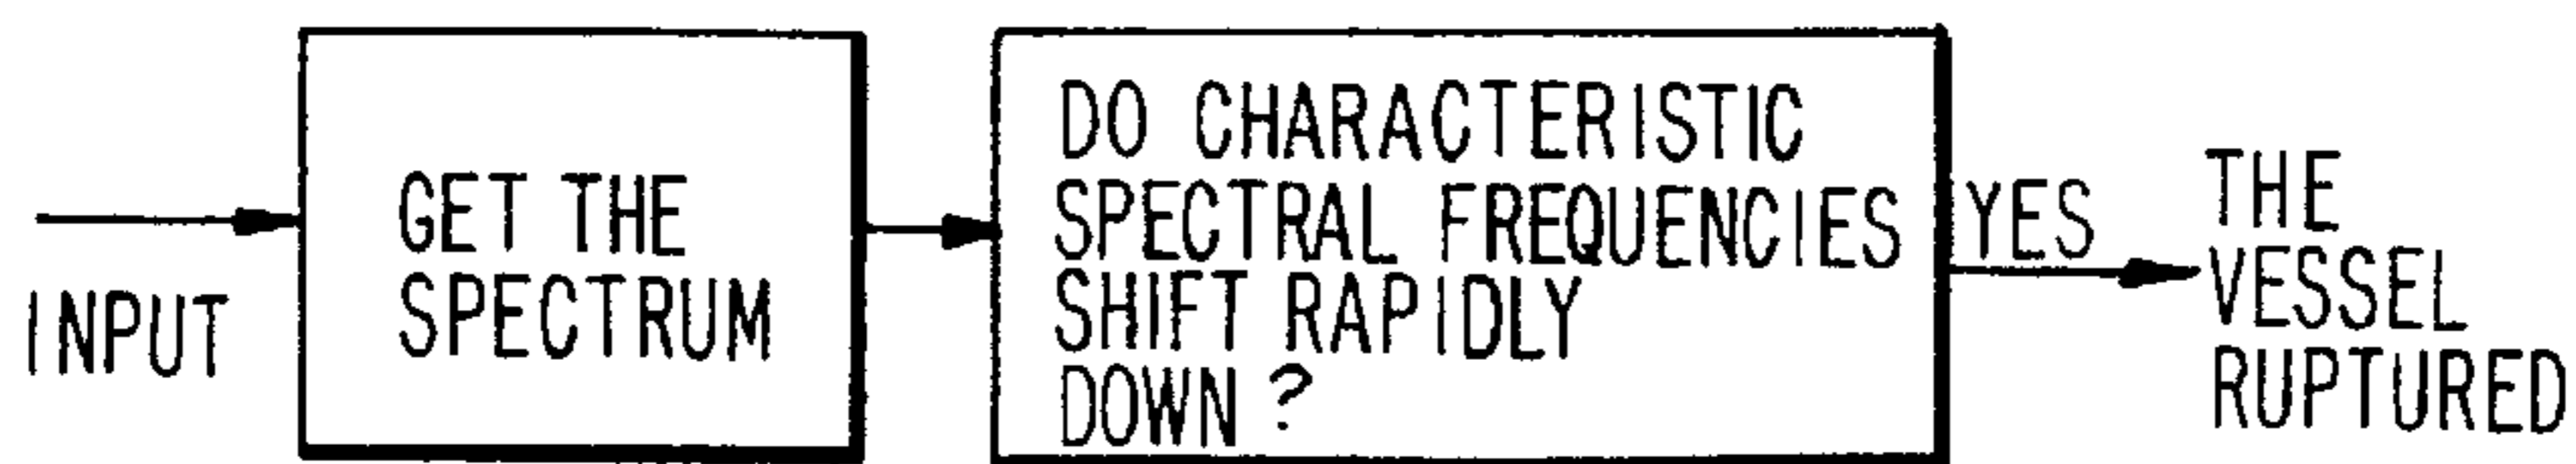 INPUT
GET THE
SPECTRUM
DO CHARACTERISTIC
SPECTRAL FREQUENCIES
SHIFT RAPIDLY
DOWN ?
YES
THE
VESSEL
RUPTURED